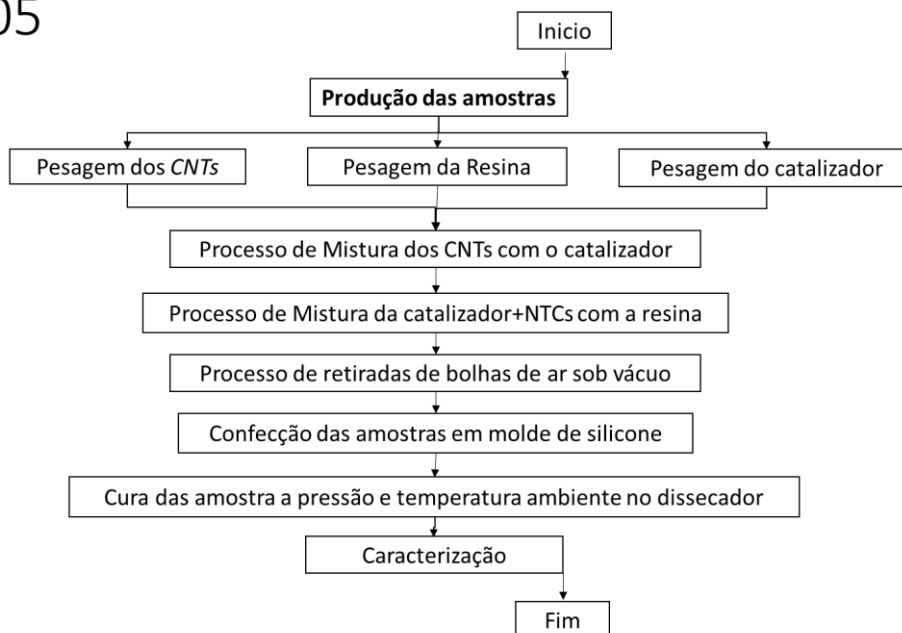 05
Inicio
Produção das amostras
Pesagem dos CNTs
Pesagem da Resina
Pesagem do catalizador
Processo de Mistura dos CNTs com o catalizador
Processo de Mistura da catalizador+NTCs com a resina
Processo de retiradas de bolhas de ar sob vácuo
Confecção das amostras em molde de silicone
Cura das amostra a pressão e temperatura ambiente no dissecador
Caracterização
Fim